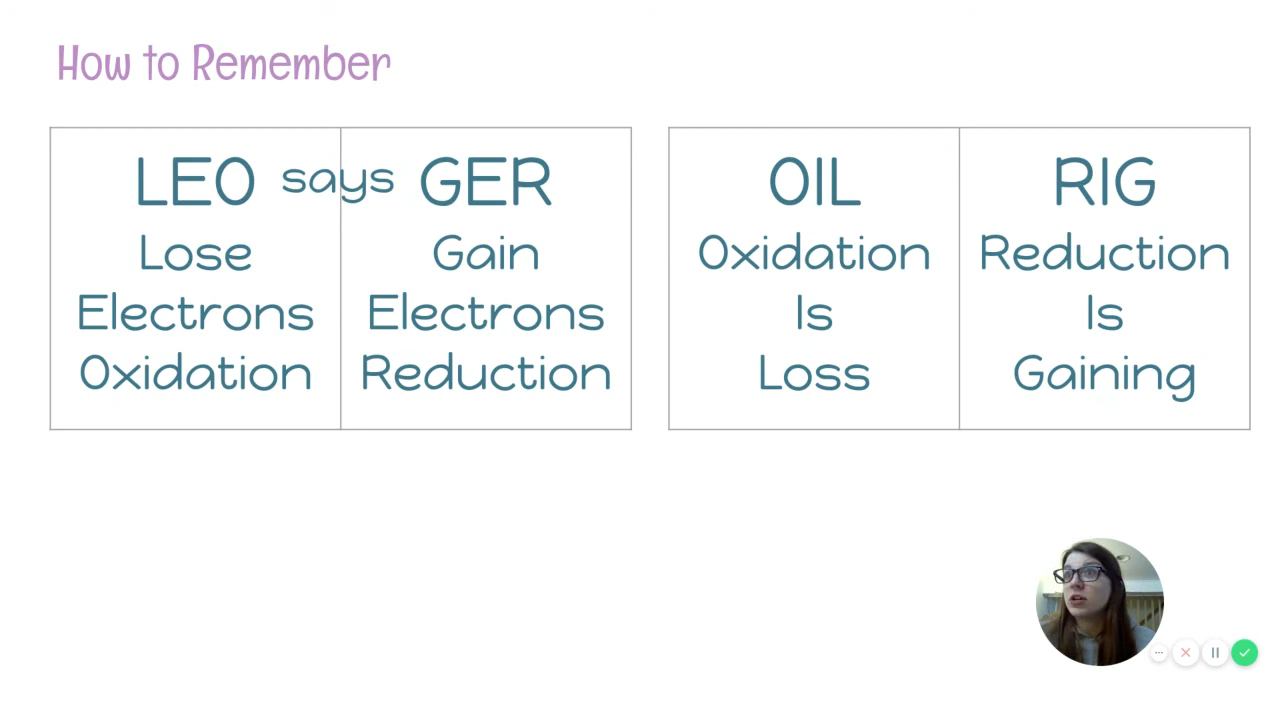 How to Remember
LEO says GER
Lose
Electrons
Oxidation
Gain
Electrons
Reduction
OIL
Oxidation
Is
Loss
RIG
Reduction
Is
Gaining